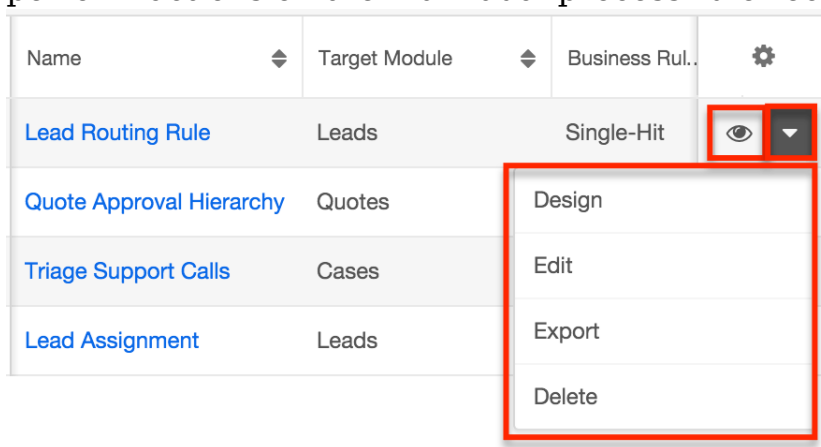 Name Target Module Business Rul..
Lead Routing Rule Leads Single-Hit
Quote Approval Hierarchy Quotes
Design
Triage Support Calls Cases
Edit
Lead Assignment Leads
Export
Delete